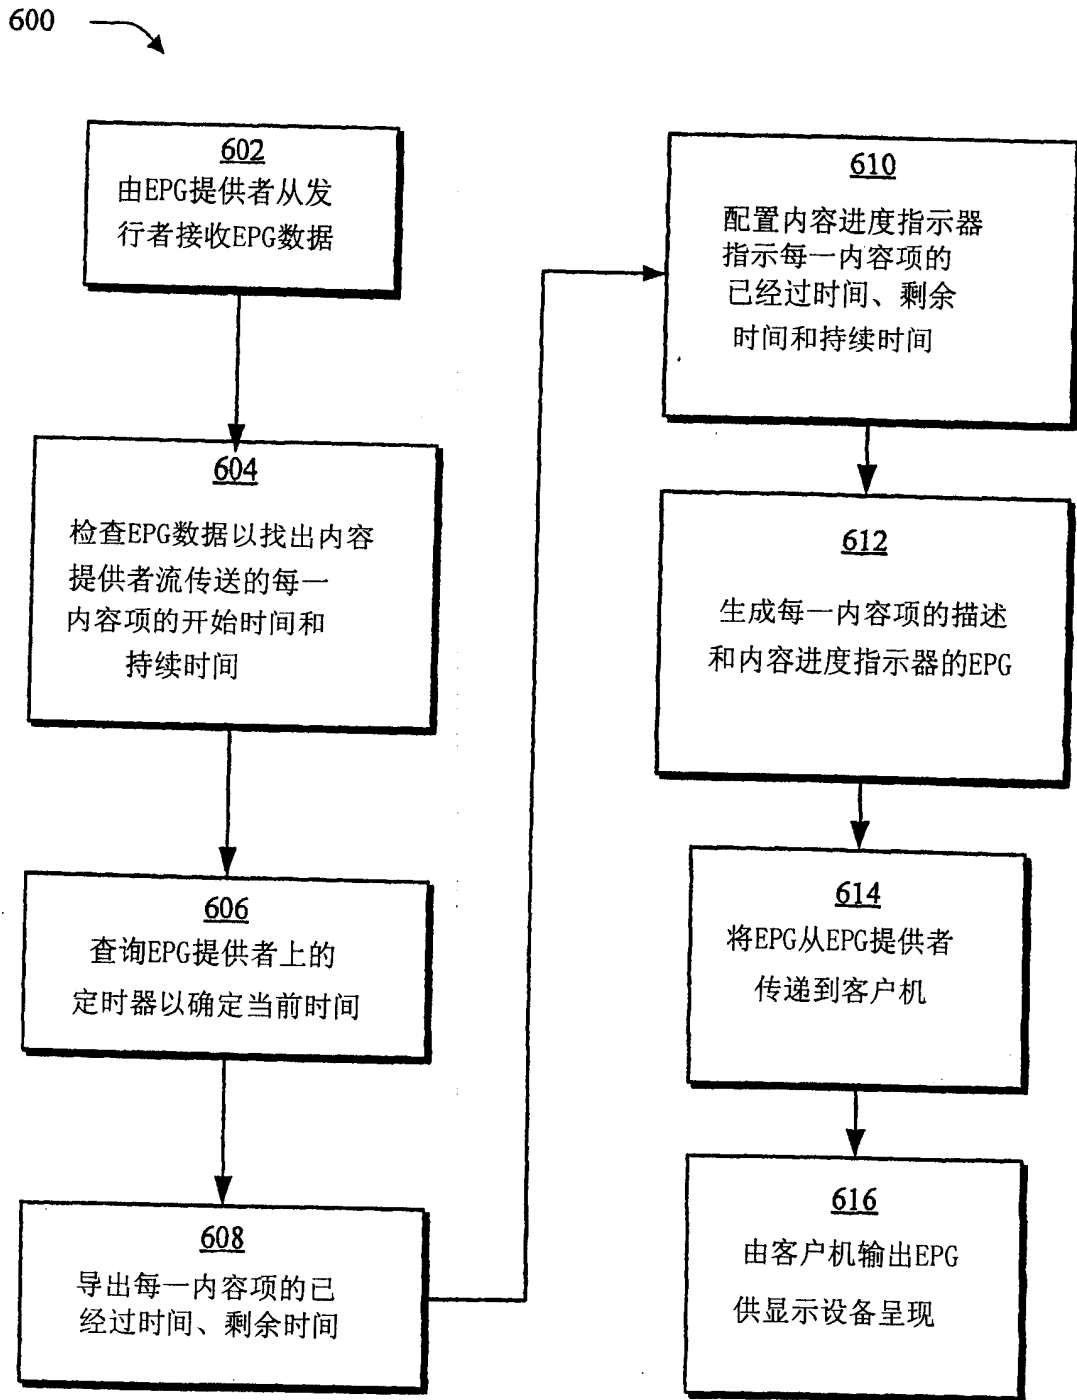 600
602
由EPG提供者从发
行者接收EPG数据
604
检查EPG数据以找出内容
提供者流传送的每一
内容项的开始时间和
持续时间
606
查询EPG提供者上的
定时器以确定当前时间
608
导出每一内容项的已
经过时间、剩余时间
610
配置内容进度指示器
指示每一内容项的
已经过时间、剩余
时间和持续时间
612
生成每一内容项的描述
和内容进度指示器的EPG
614
将EPG从EPG提供者
传递到客户机
616
由客户机输出EPG
供显示设备呈现